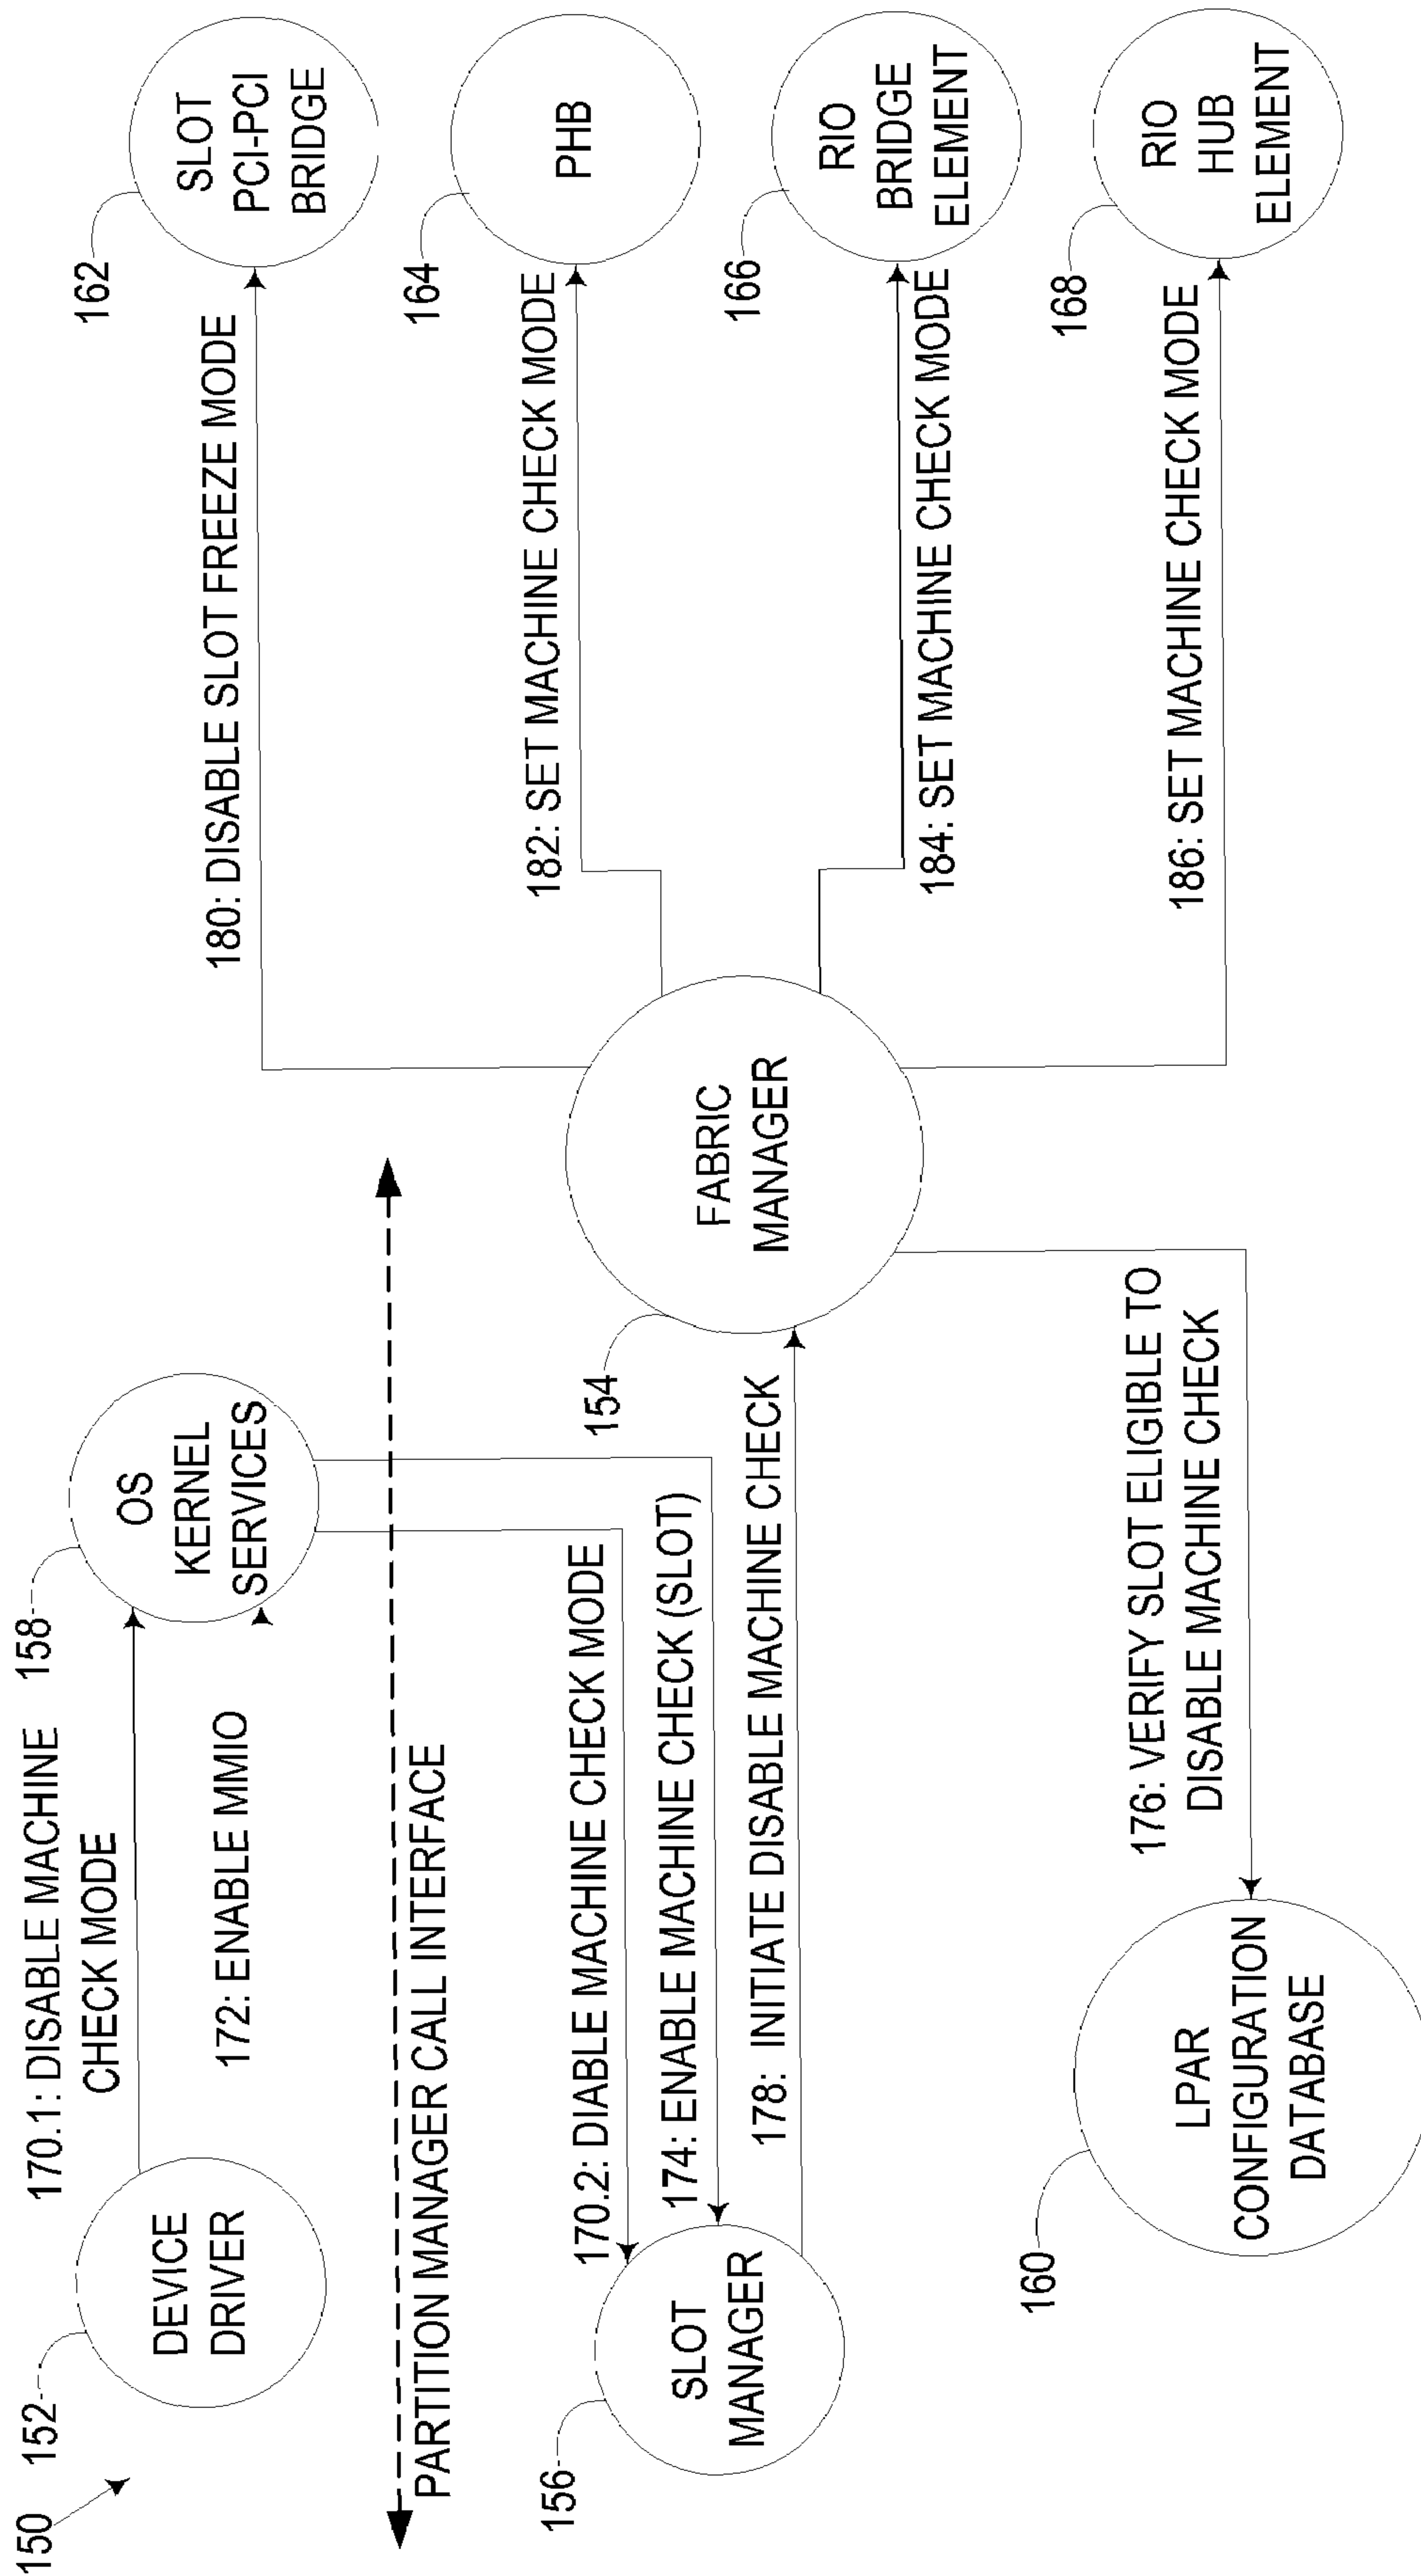 150
152
DEVICE
DRIVER
170.1: DISABLE MACHINE
CHECK MODE
172: ENABLE MMIO
158
OS
KERNEL
SERVICES
PARTITION MANAGER CALL INTERFACE
156
SLOT
MANAGER
170.2: DIABLE MACHINE CHECK MODE
174: ENABLE MACHINE CHECK (SLOT)
178: INITIATE DISABLE MACHINE CHECK
154
FABRIC
MANAGER
160
LPAR
CONFIGURATION
DATABASE
176: VERIFY SLOT ELIGIBLE TO
DISABLE MACHINE CHECK
180: DISABLE SLOT FREEZE MODE
162
SLOT
PCI-PCI
BRIDGE
182: SET MACHINE CHECK MODE
164
PHB
184: SET MACHINE CHECK MODE
166
RIO
BRIDGE
ELEMENT
186: SET MACHINE CHECK MODE
168
RIO
HUB
ELEMENT